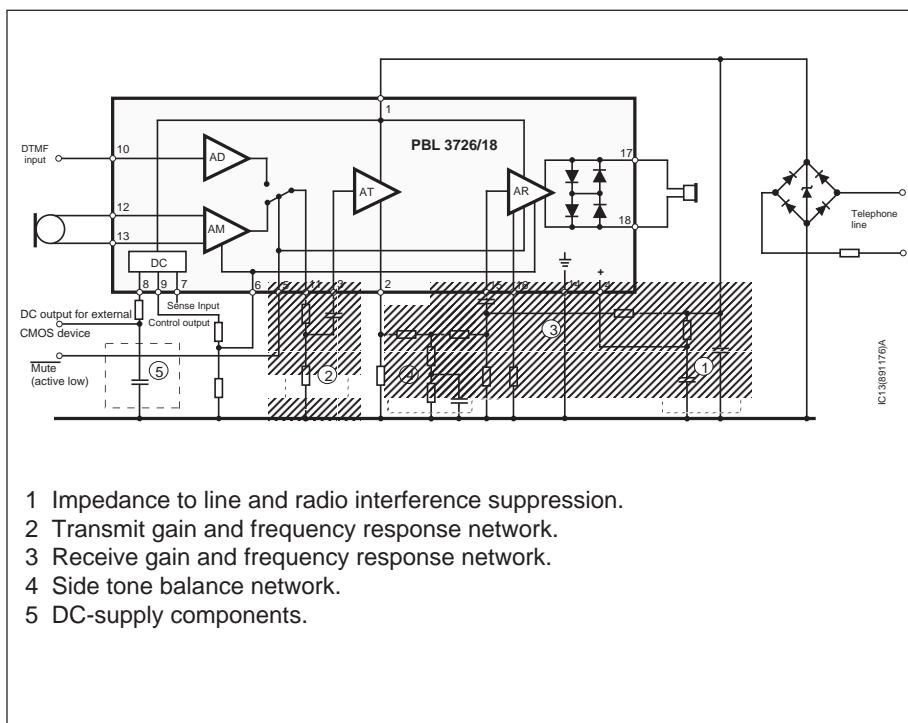 1
PBL 3726/18
DTMF
input
10
AD
12
13
AM
AT
AR
17
18
Telephone
line
DC
8 9 7 6 5 11 3 2 15 16 14 4
+
Sense Input
DC output for external
Control output
CMOS device
Mute
(active low)
5
2
4
3
1
IC13(891176)A
1 Impedance to line and radio interference suppression.
2 Transmit gain and frequency response network.
3 Receive gain and frequency response network.
4 Side tone balance network.
5 DC-supply components.